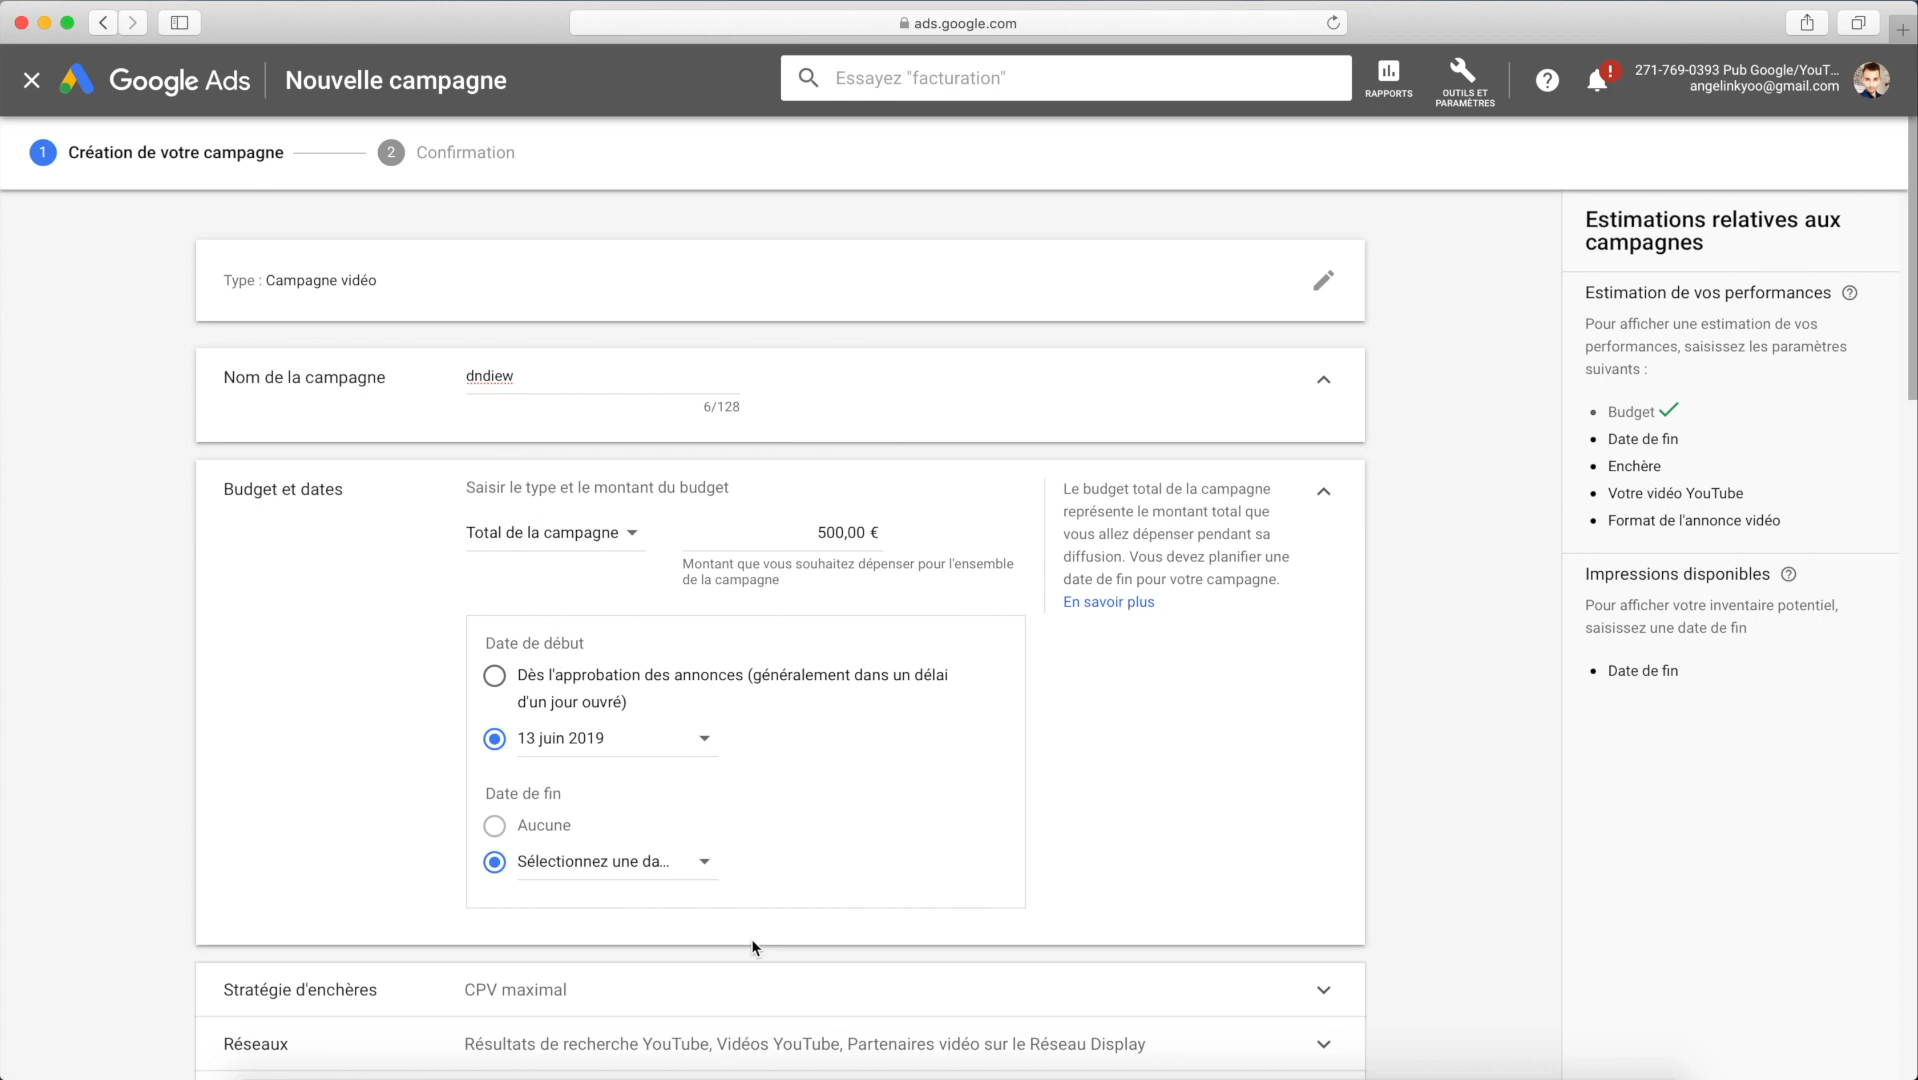 ads.google.com
Google Ads
Nouvelle campagne
Essayez "facturation"
RAPPORTS
OUTILS ET
PARAMÈTRES
?
!
271-769-0393 Pub Google/YouT...
angelinkyoo@gmail.com
1
Création de votre campagne
2
Confirmation
Type : Campagne vidéo
Nom de la campagne
dndiew
6/128
Budget et dates
Saisir le type et le montant du budget
Total de la campagne
500,00 €
Montant que vous souhaitez dépenser pour l'ensemble
de la campagne
Le budget total de la campagne
représente le montant total que
vous allez dépenser pendant sa
diffusion. Vous devez planifier une
date de fin pour votre campagne.
En savoir plus
Date de début
Dès l'approbation des annonces (généralement dans un délai
d'un jour ouvré)
13 juin 2019
Date de fin
Aucune
Sélectionnez une da...
Stratégie d'enchères
CPV maximal
Réseaux
Résultats de recherche YouTube, Vidéos YouTube, Partenaires vidéo sur le Réseau Display
Estimations relatives aux
campagnes
Estimation de vos performances ?
Pour afficher une estimation de vos
performances, saisissez les paramètres
suivants :
• Budget
• Date de fin
• Enchère
• Votre vidéo YouTube
• Format de l'annonce vidéo
Impressions disponibles ?
Pour afficher votre inventaire potentiel,
saisissez une date de fin
• Date de fin